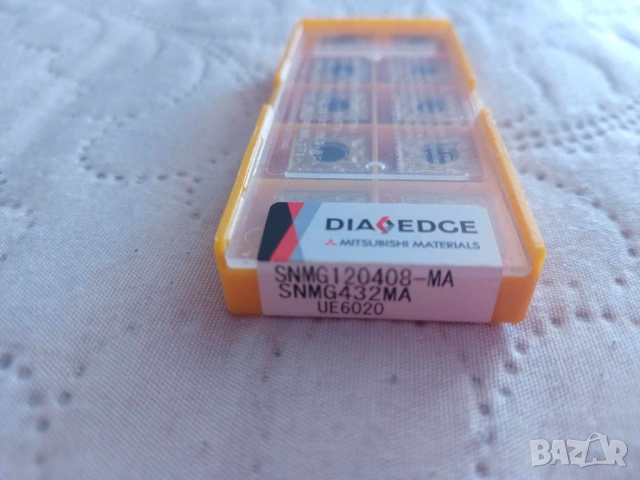 DIAEDGE
MITSUBISHI MATERIALS
SNMG120408-MA
SNMG432MA
UE6020
BAZAR